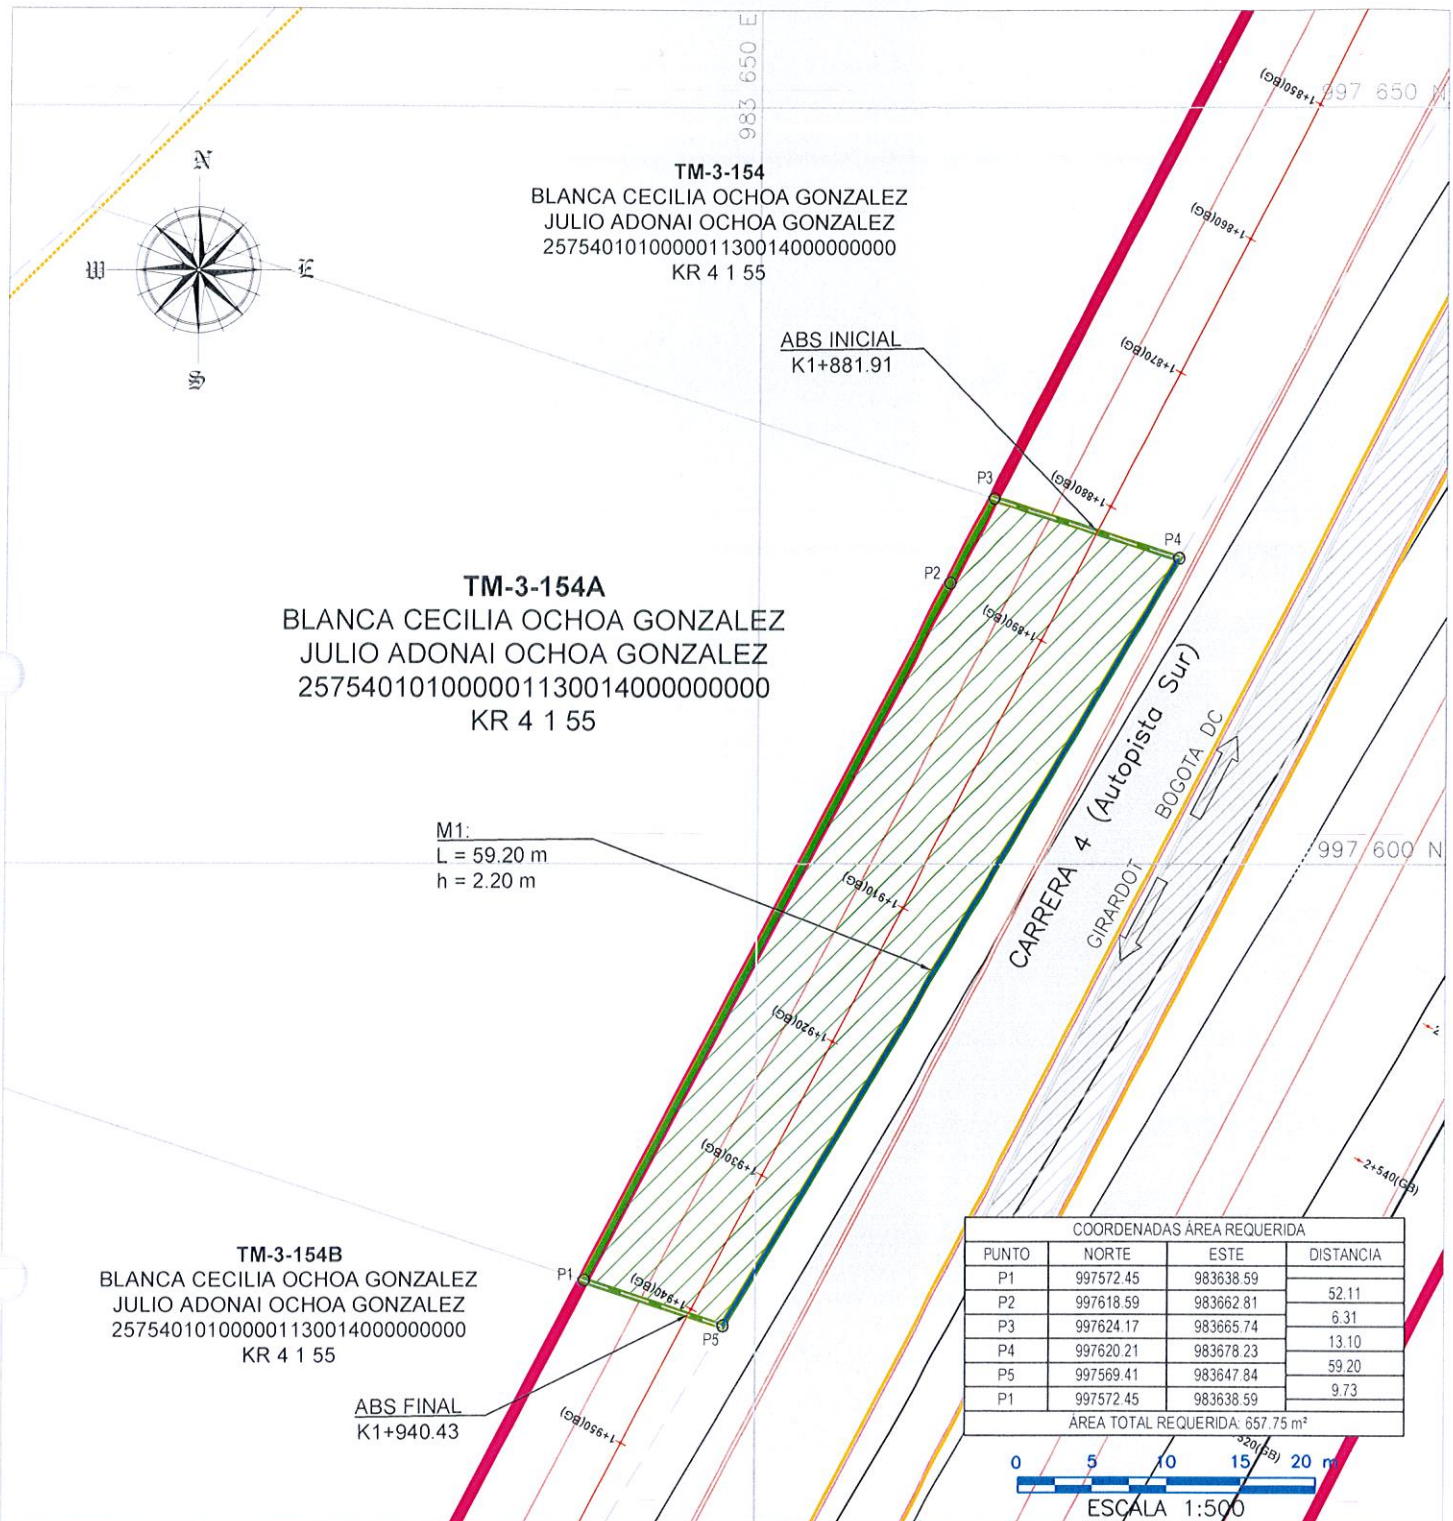 983 650 E
997 650 N
N
W
E
S
TM-3-154
BLANCA CECILIA OCHOA GONZALEZ
JULIO ADONAI OCHOA GONZALEZ
257540101000001130014000000000
KR 4 1 55
1+850(BG)
1+860(BG)
1+870(BG)
ABS INICIAL
K1+881.91
P3
1+880(BG)
P4
P2
1+890(BG)
TM-3-154A
BLANCA CECILIA OCHOA GONZALEZ
JULIO ADONAI OCHOA GONZALEZ
257540101000001130014000000000
KR 4 1 55
M1:
L = 59.20 m
h = 2.20 m
CARRERA 4 (Autopista Sur)
BOGOTA DC
GIRARDOT
997 600 N
1+910(BG)
1+920(BG)
1+930(BG)
1+940(BG)
1+950(BG)
P1
P5
TM-3-154B
BLANCA CECILIA OCHOA GONZALEZ
JULIO ADONAI OCHOA GONZALEZ
257540101000001130014000000000
KR 4 1 55
ABS FINAL
K1+940.43
2
2+540(GB)
COORDENADAS ÁREA REQUERIDA
PUNTO NORTE ESTE DISTANCIA
P1 997572.45 983638.59
52.11
P2 997618.59 983662.81
6.31
P3 997624.17 983665.74
13.10
P4 997620.21 983678.23
59.20
P5 997569.41 983647.84
9.73
P1 997572.45 983638.59
ÁREA TOTAL REQUERIDA: 657.75 m²
520(GB)
0 5 10 15 20 m
ESCALA 1:500